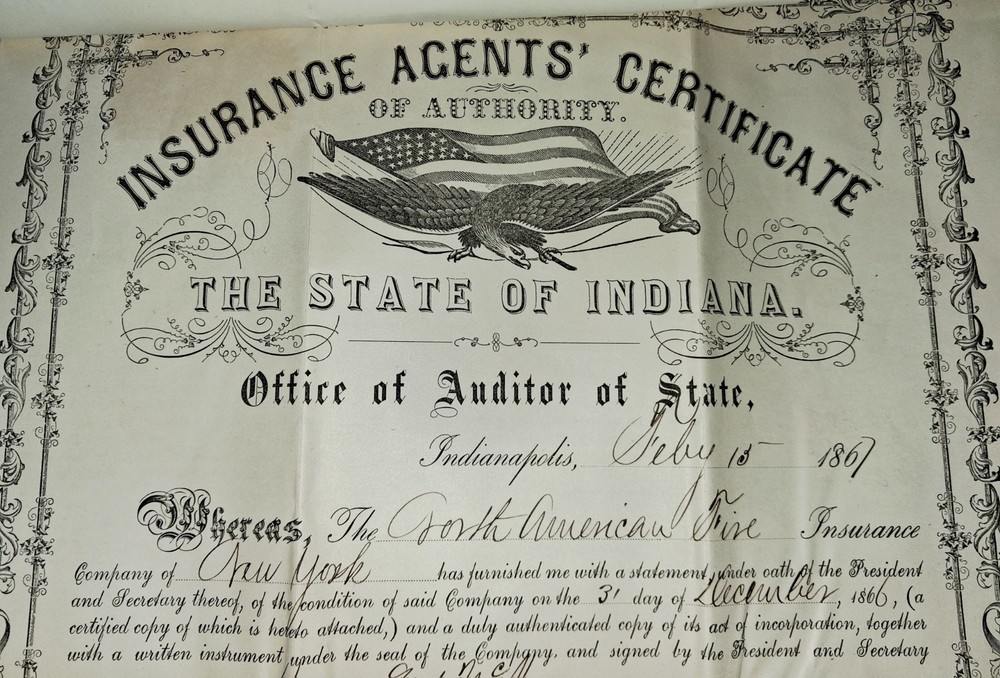 INSURANCE AGENTS' CERTIFICATE
OF AUTHORITY.
THE STATE OF INDIANA.
Office of Auditor of State,
Indianapolis, Feby 15 1867
Whereas, The North American Fire Insurance
Company of New York has furnished me with a statement under oath of the President
and Secretary thereof, of the condition of said Company on the 31 day of December, 1866, (a
certified copy of which is hereto attached,) and a duly authenticated copy of its act of incorporation, together
with a written instrument under the seal of the Company, and signed by the President and Secretary